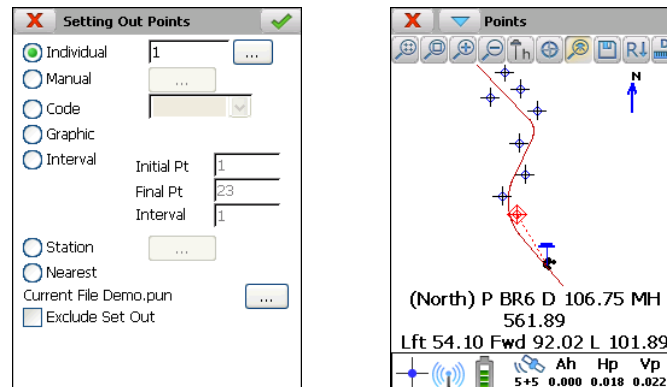 Setting Out Points
Individual 1 ...
Manual ...
Code
Graphic
Interval
Initial Pt 1
Final Pt 23
Interval 1
Station ...
Nearest
Current File Demo.pun ...
Exclude Set Out
Points
h R
N
(North) P BR6 D 106.75 MH
561.89
Lft 54.10 Fwd 92.02 L 101.89
Ah Hp Vp
5+5 0.000 0.018 0.022